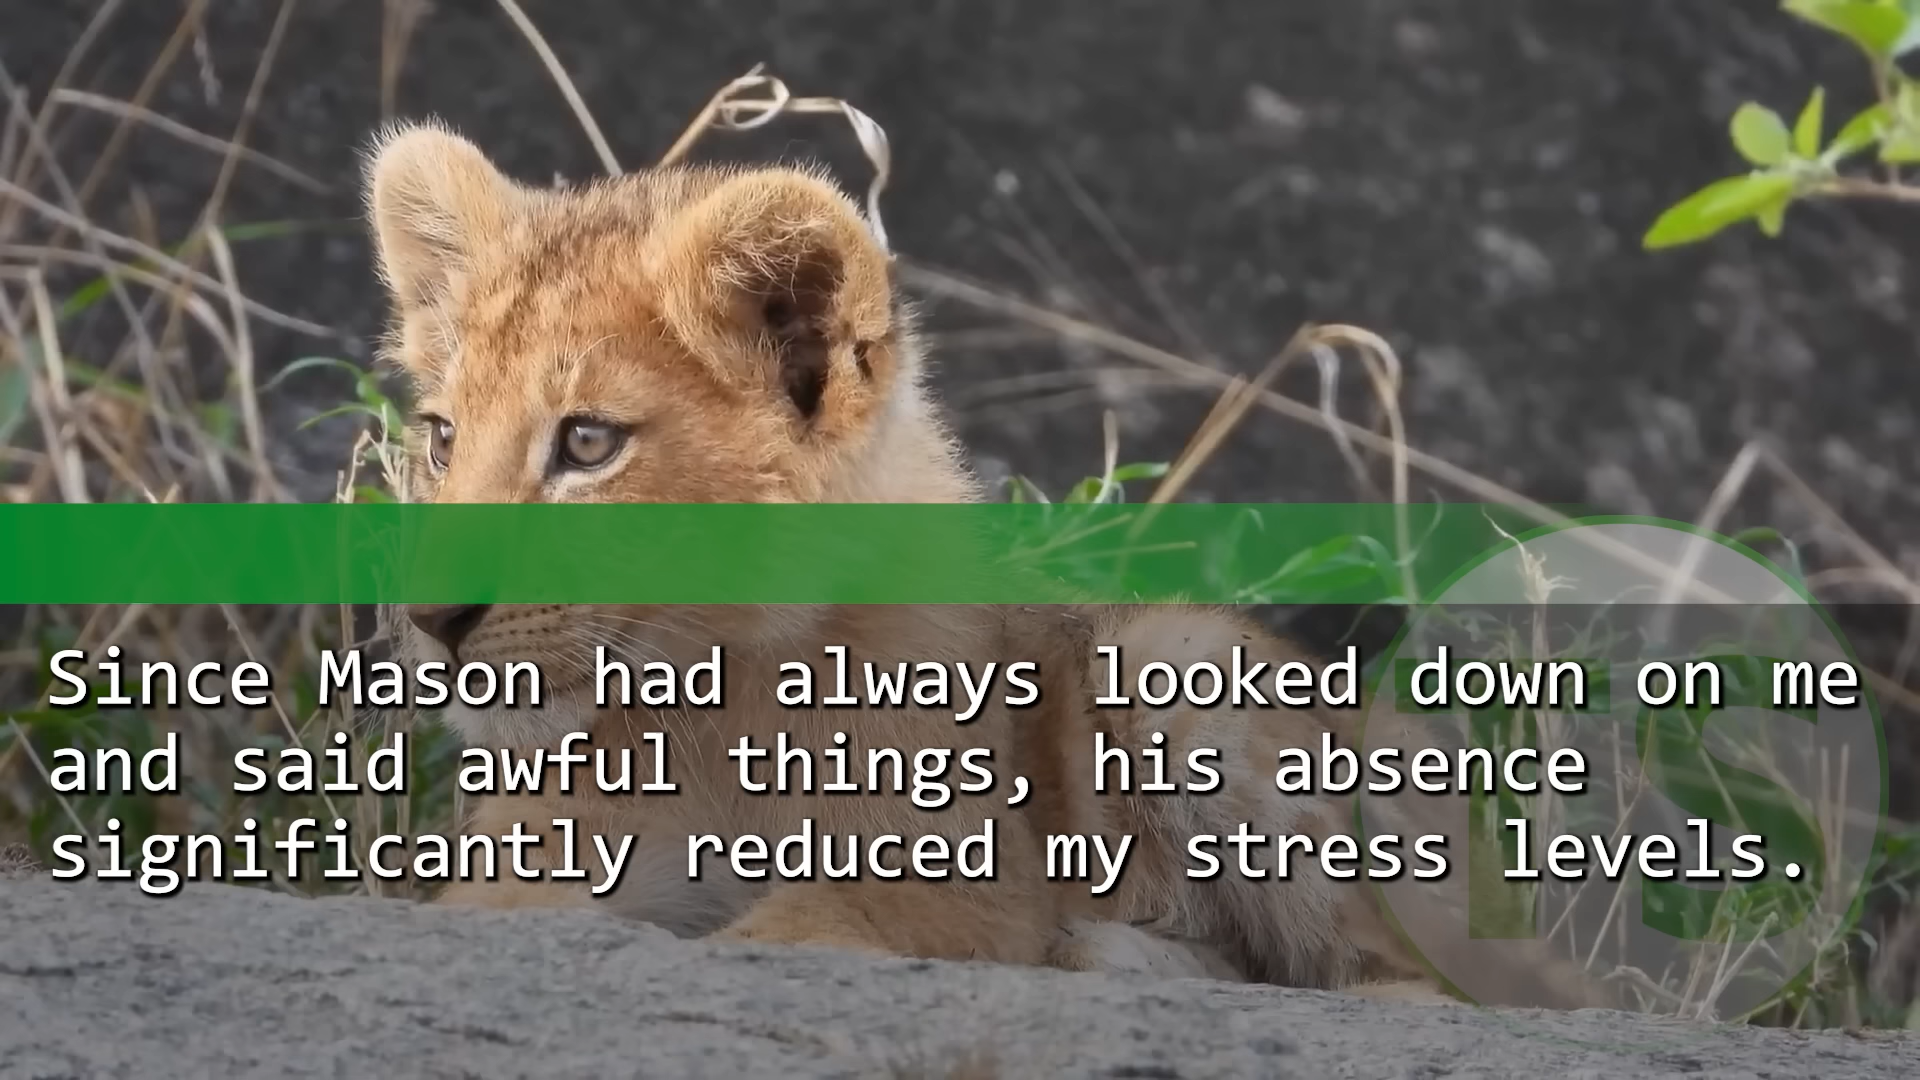 Since Mason had always looked down on me
and said awful things, his absence
significantly reduced my stress levels.
TS